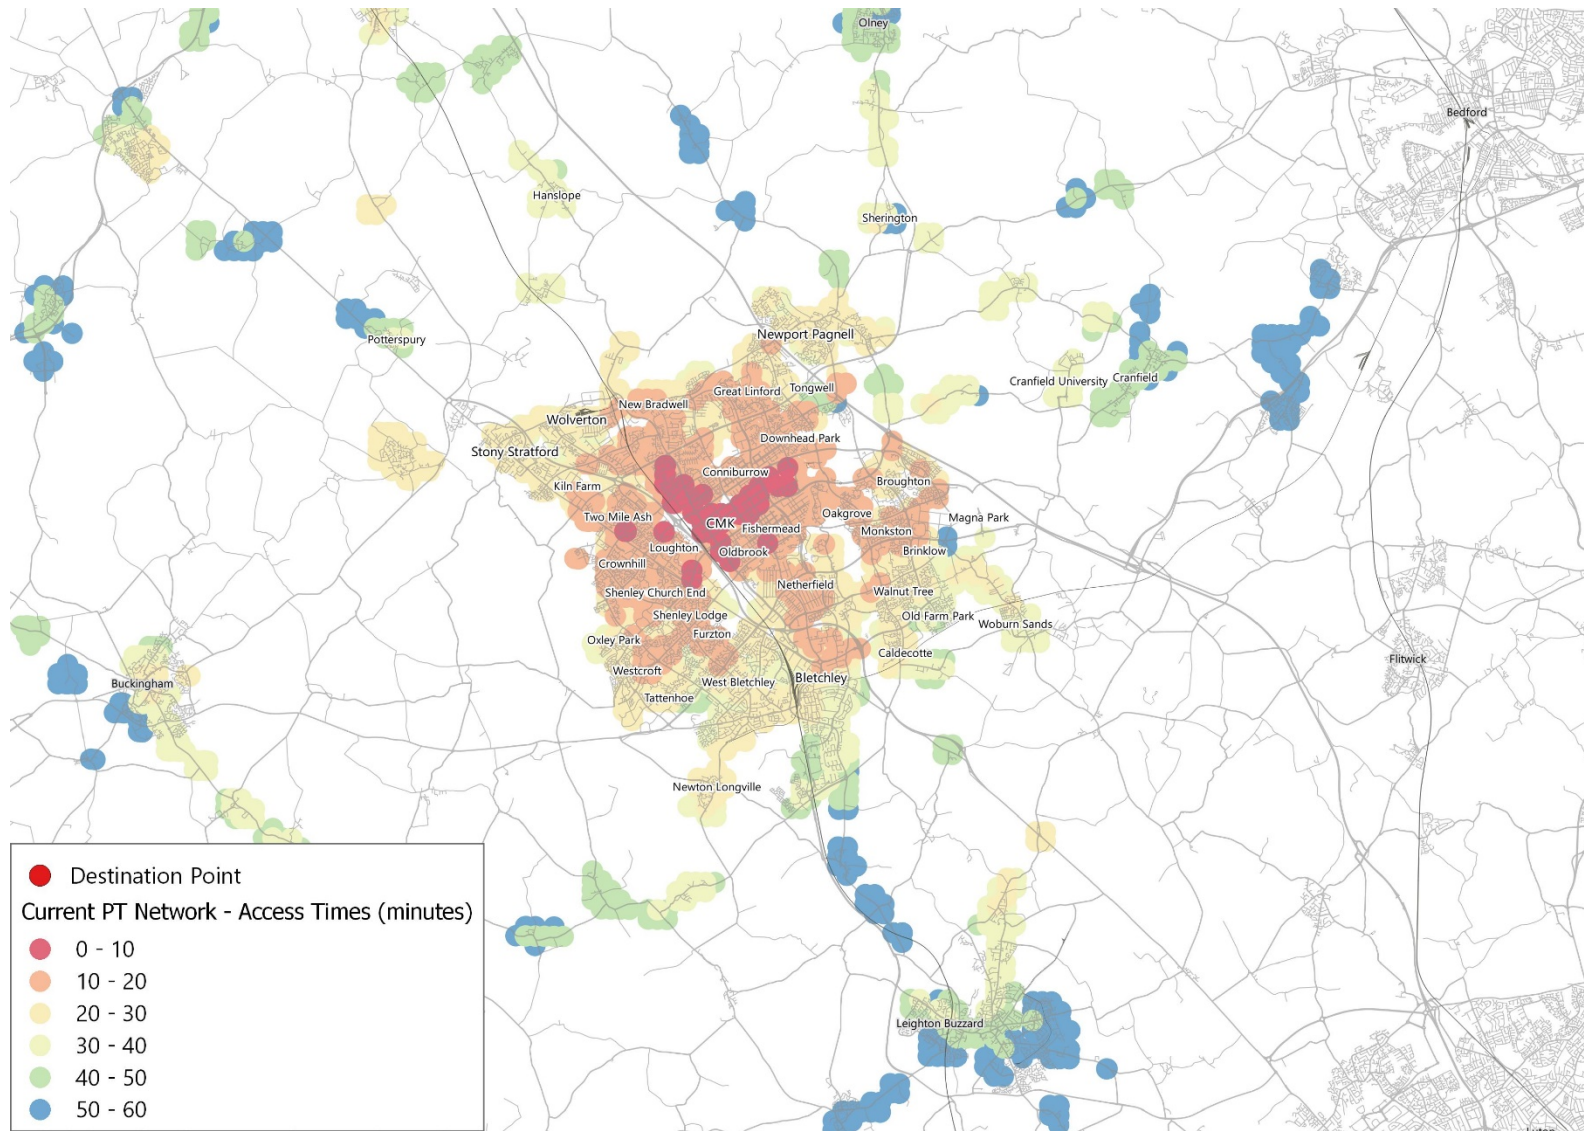 Olney
Bedford
Hanslope
Sherington
Newport Pagnell
Potterspury
Cranfield University
Cranfield
Great Linford
Tongwell
New Bradwell
Wolverton
Downhead Park
Stony Stratford
Conniburrow
Kiln Farm
Broughton
Two Mile Ash
CMK
Fishermead
Oakgrove
Magna Park
Monkston
Loughton
Oldbrook
Brinklow
Crownhill
Netherfield
Shenley Church End
Walnut Tree
Shenley Lodge
Old Farm Park
Woburn Sands
Furzton
Oxley Park
Caldecotte
Flitwick
Westcroft
Buckingham
West Bletchley
Bletchley
Tattenhoe
Newton Longville
Leighton Buzzard
Destination Point
Current PT Network - Access Times (minutes)
0 - 10
10 - 20
20 - 30
30 - 40
40 - 50
50 - 60